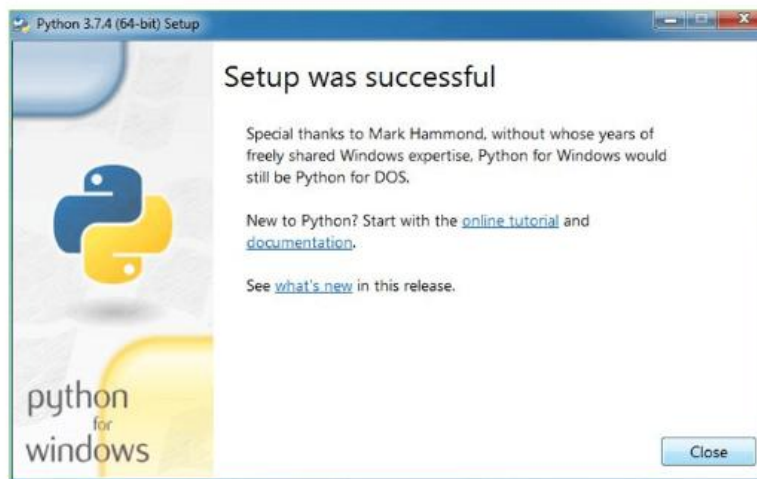 Python 3.7.4 (64-bit) Setup
Setup was successful
Special thanks to Mark Hammond, without whose years of
freely shared Windows expertise, Python for Windows would
still be Python for DOS.
New to Python? Start with the online tutorial and
documentation.
See what's new in this release.
python
for
windows
Close